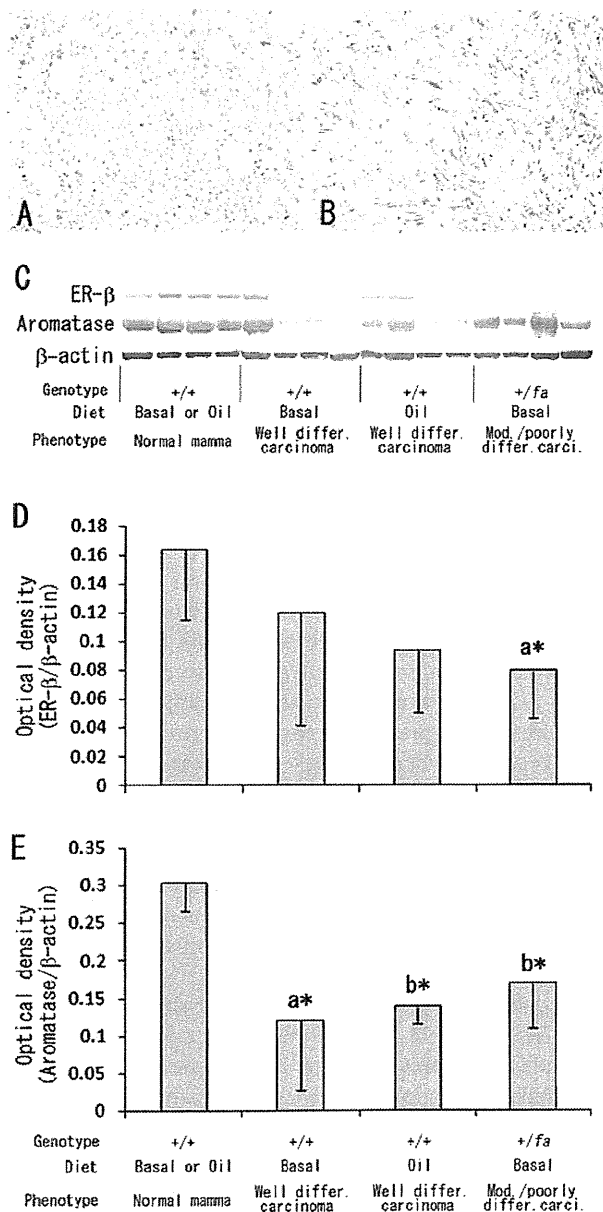 A
B
C
ER-β
Aromatase
β-actin
Genotype +/+ +/+ +/+ +/fa
Diet Basal or Oil Basal Oil Basal
Phenotype Normal mamma Well differ. carcinoma Well differ. carcinoma Mod./poorly differ. carci.
D
Optical density
(ER-β/β-actin)
0.18
0.16
0.14
0.12
0.1
0.08
0.06
0.04
0.02
0
a*
E
Optical density
(Aromatase/β-actin)
0.35
0.3
0.25
0.2
0.15
0.1
0.05
0
a*
b*
b*
Genotype +/+ +/+ +/+ +/fa
Diet Basal or Oil Basal Oil Basal
Phenotype Normal mamma Well differ. carcinoma Well differ. carcinoma Mod./poorly differ. carci.